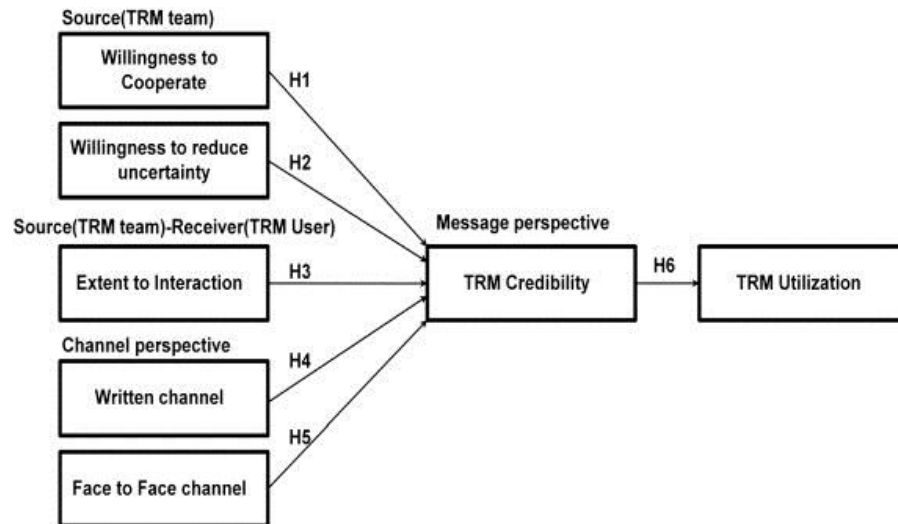 Source(TRM team)
Willingness to
Cooperate
H1
Willingness to reduce
uncertainty
H2
Source(TRM team)-Receiver(TRM User)
Extent to Interaction
H3
Message perspective
TRM Credibility
H6
TRM Utilization
Channel perspective
Written channel
H4
Face to Face channel
H5